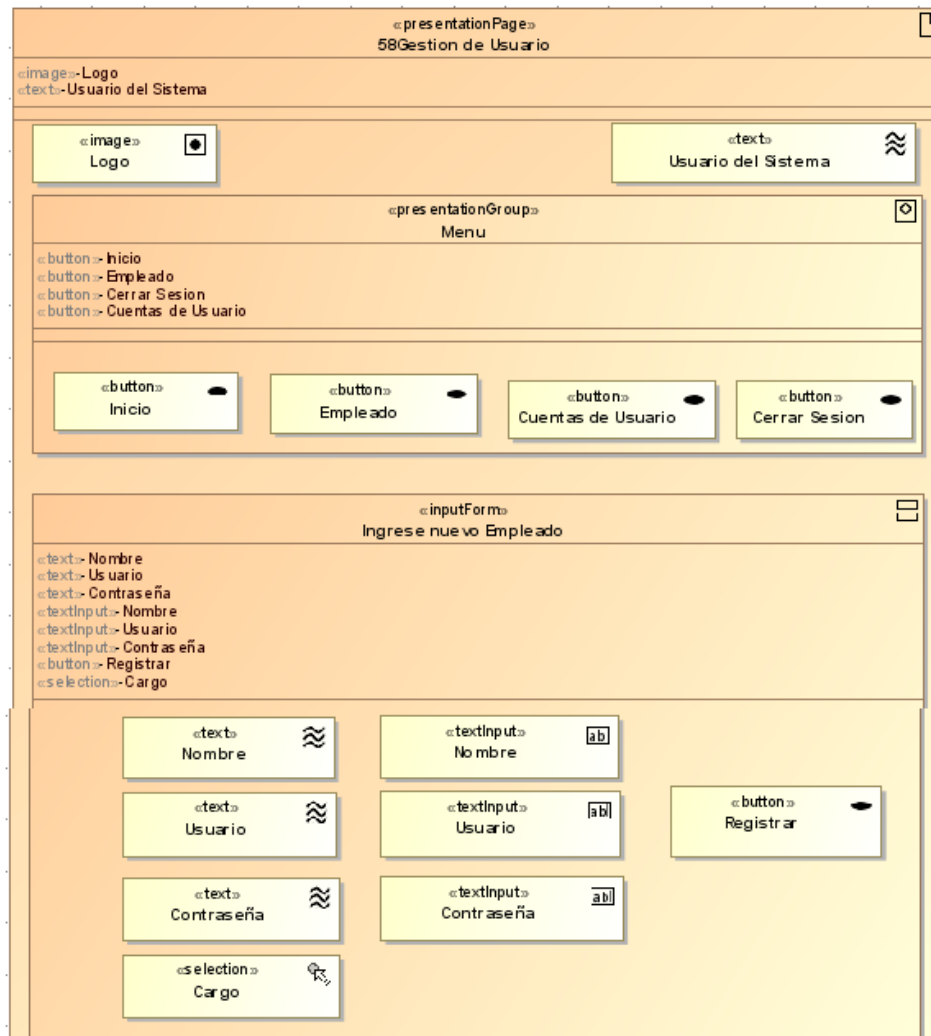 «presentationPage»
58Gestion de Usuario
«image»-Logo
«text»-Usuario del Sistema
«image»
Logo
«text»
Usuario del Sistema
«presentationGroup»
Menu
«button»-Inicio
«button»-Empleado
«button»-Cerrar Sesion
«button»-Cuentas de Usuario
«button»
Inicio
«button»
Empleado
«button»
Cuentas de Usuario
«button»
Cerrar Sesion
«inputForm»
Ingrese nuevo Empleado
«text»-Nombre
«text»-Usuario
«text»-Contraseña
«textInput»-Nombre
«textInput»-Usuario
«textInput»-Contraseña
«button»-Registrar
«selection»-Cargo
«text»
Nombre
«textInput»
Nombre
ab
«text»
Usuario
«textInput»
Usuario
ab
«button»
Registrar
«text»
Contraseña
«textInput»
Contraseña
ab
«selection»
Cargo